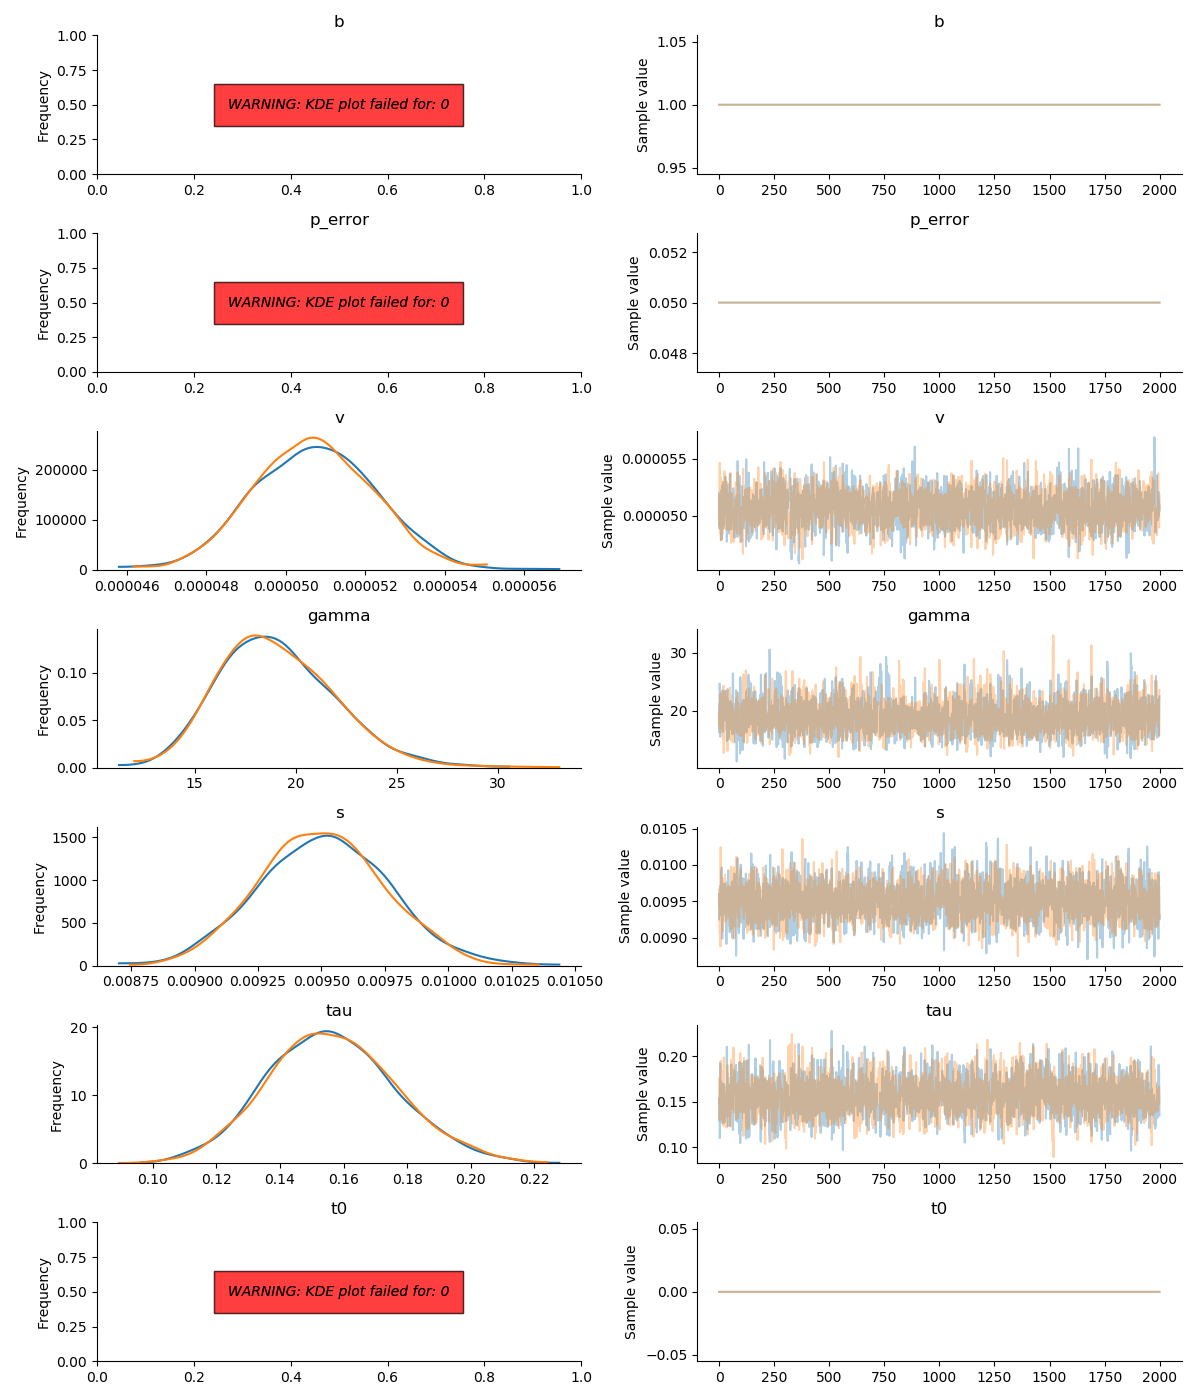 b
b
1.00
0.75
0.50
0.25
0.00
Frequency
WARNING: KDE plot failed for: 0
0.0 0.2 0.4 0.6 0.8 1.0
1.05
1.00
0.95
Sample value
0 250 500 750 1000 1250 1500 1750 2000
p_error
p_error
1.00
0.75
0.50
0.25
0.00
Frequency
WARNING: KDE plot failed for: 0
0.0 0.2 0.4 0.6 0.8 1.0
0.052
0.050
0.048
Sample value
0 250 500 750 1000 1250 1500 1750 2000
v
v
200000
100000
0
Frequency
0.000046 0.000048 0.000050 0.000052 0.000054 0.000056
0.000055
0.000050
Sample value
0 250 500 750 1000 1250 1500 1750 2000
gamma
gamma
0.10
0.05
0.00
Frequency
15 20 25 30
30
20
Sample value
0 250 500 750 1000 1250 1500 1750 2000
s
s
1500
1000
500
0
Frequency
0.00875 0.00900 0.00925 0.00950 0.00975 0.01000 0.01025 0.01050
0.0105
0.0100
0.0095
0.0090
Sample value
0 250 500 750 1000 1250 1500 1750 2000
tau
tau
20
10
0
Frequency
0.10 0.12 0.14 0.16 0.18 0.20 0.22
0.20
0.15
0.10
Sample value
0 250 500 750 1000 1250 1500 1750 2000
t0
t0
1.00
0.75
0.50
0.25
0.00
Frequency
WARNING: KDE plot failed for: 0
0.0 0.2 0.4 0.6 0.8 1.0
0.05
0.00
−0.05
Sample value
0 250 500 750 1000 1250 1500 1750 2000